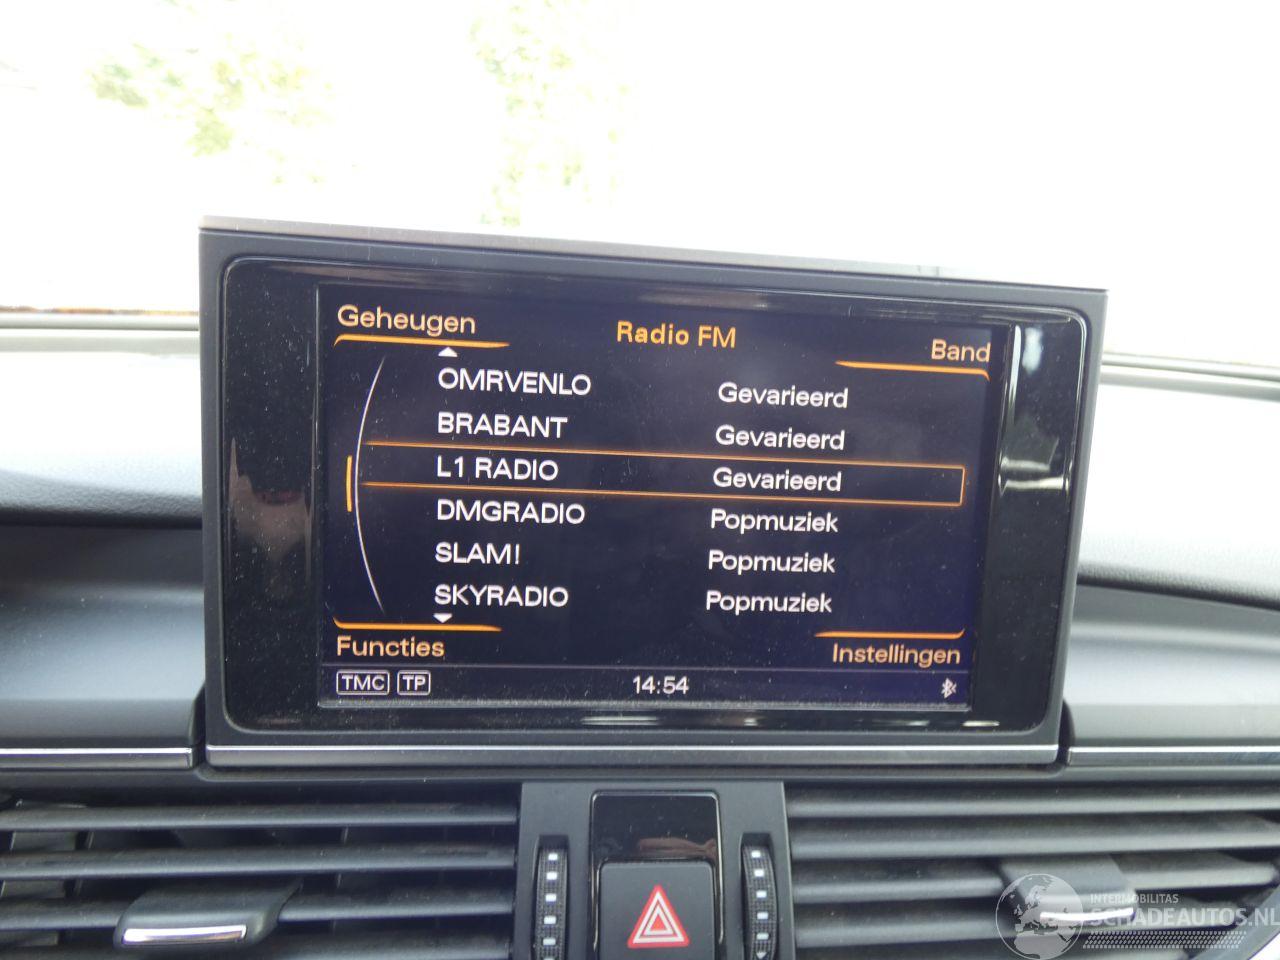 Geheugen Radio FM Band
OMRVENLO Gevarieerd
BRABANT Gevarieerd
L1 RADIO Gevarieerd
DMGRADIO Popmuziek
SLAM! Popmuziek
SKYRADIO Popmuziek
Functies Instellingen
TMC TP 14:54
INTERMOBILITAS
SCHADEAUTOS.NL